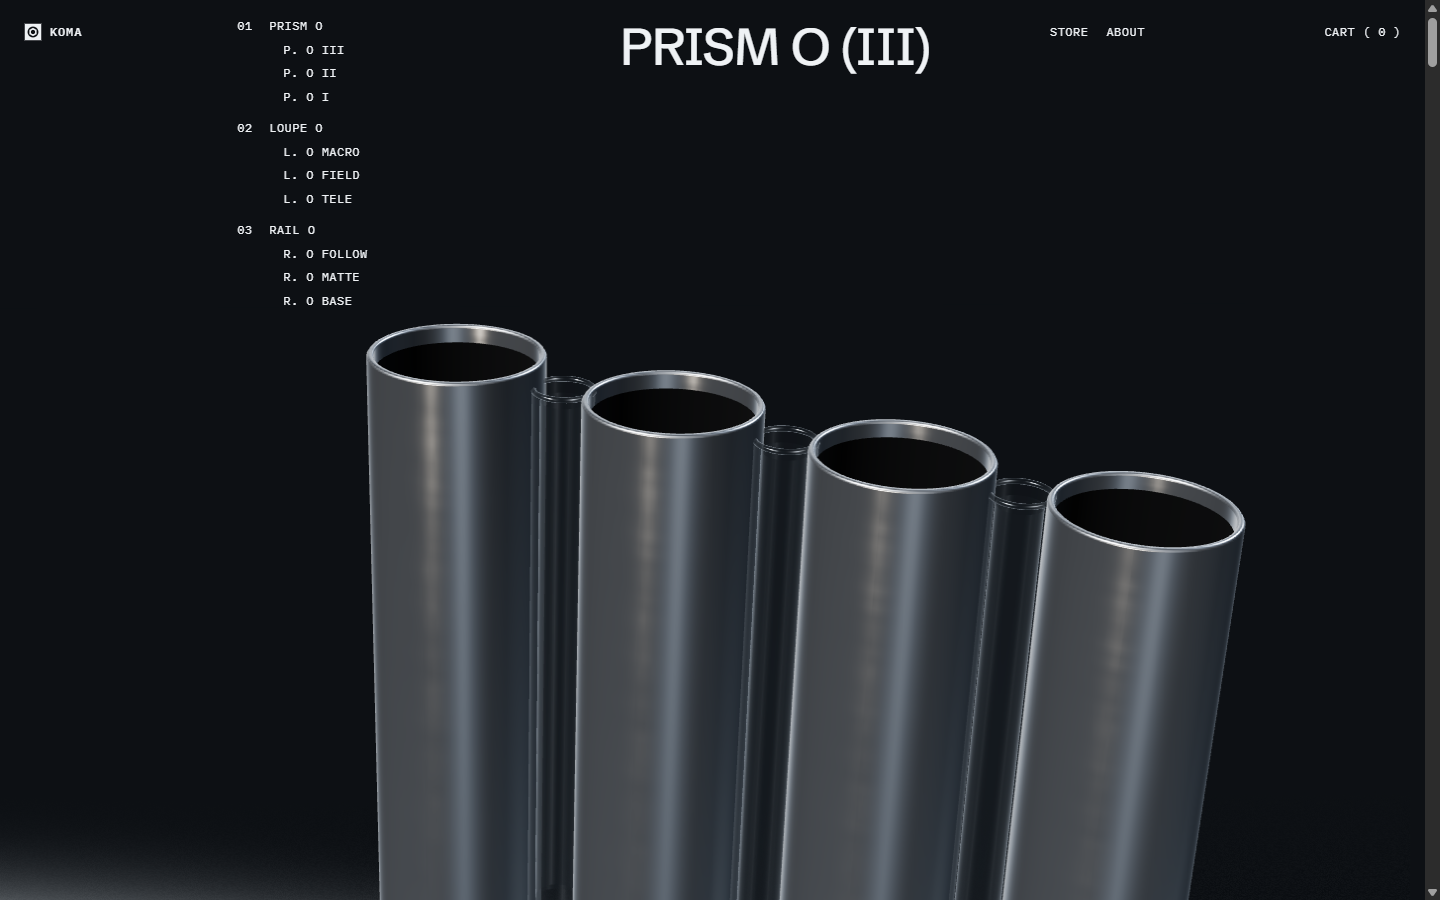 KOMA
01 PRISM O
P. O III
P. O II
P. O I
02 LOUPE O
L. O MACRO
L. O FIELD
L. O TELE
03 RAIL O
R. O FOLLOW
R. O MATTE
R. O BASE
PRISM O (III)
STORE ABOUT
CART ( 0 )